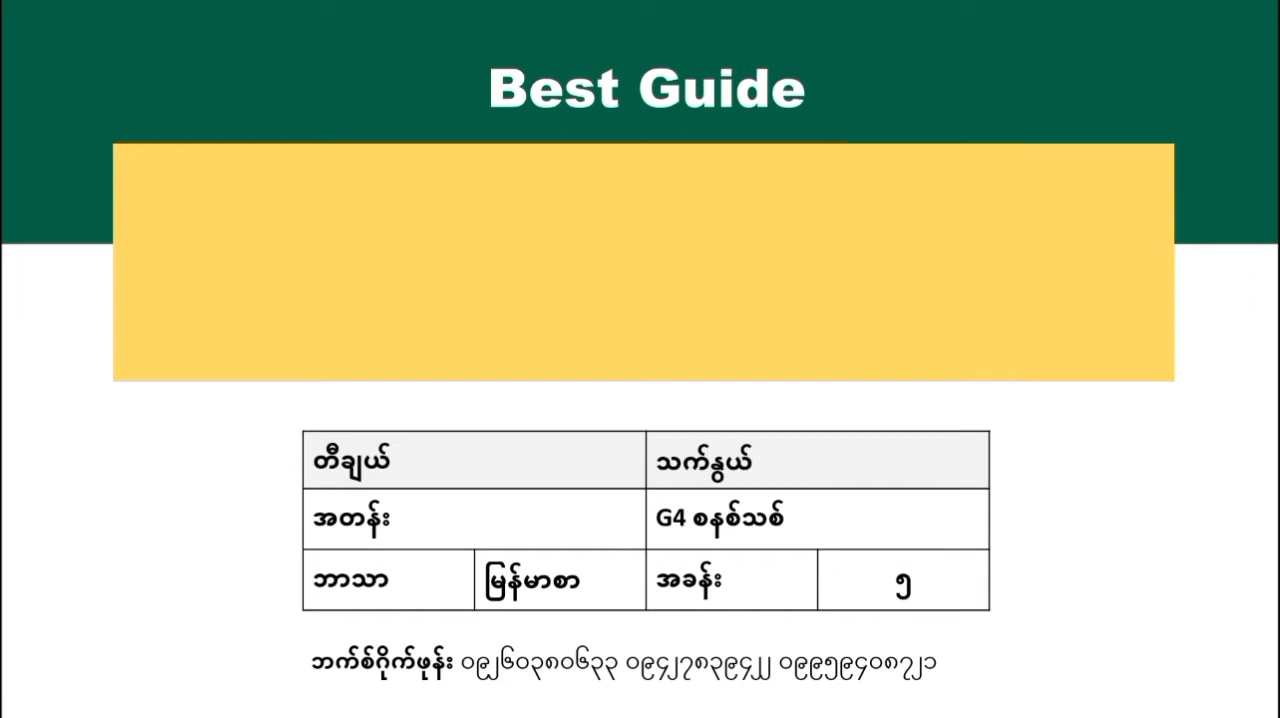 Best Guide
တီချယ် သက်နွယ်
အတန်း G4 စနစ်သစ်
ဘာသာ မြန်မာစာ အခန်း ၅
ဘက်စ်ဂိုက်ဖုန်း ၀၉၂၆၀၃၈၀၆၃၃ ၀၉၄၂၇၈၃၉၄၂၂ ၀၉၉၅၉၄၀၈၇၂၁